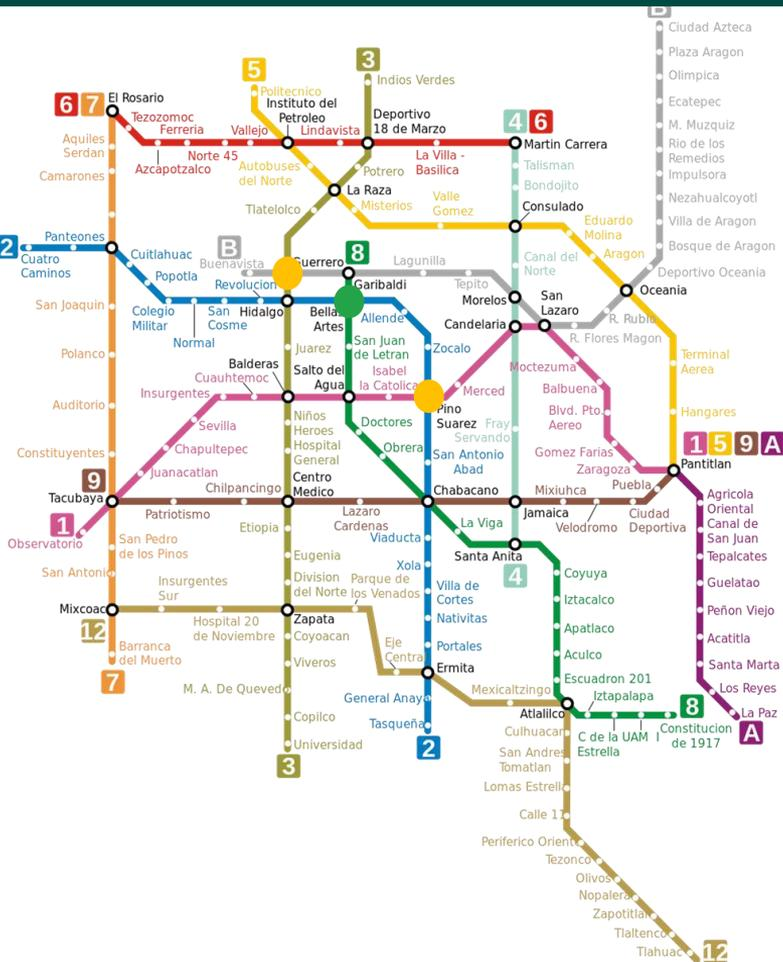 B
Ciudad Azteca
Plaza Aragon
Olimpica
Ecatepec
M. Muzquiz
Rio de los
Remedios
Impulsora
Nezahualcoyotl
Villa de Aragon
Bosque de Aragon
Deportivo Oceania
3
Indios Verdes
5
Politecnico
Instituto del
Petroleo
Deportivo
18 de Marzo
6 7
El Rosario
Tezozomoc
Ferreria
Vallejo
Lindavista
4 6
Martin Carrera
Aquiles
Serdan
Azcapotzalco
Norte 45
La Villa -
Basilica
Talisman
Camarones
Autobuses
del Norte
Potrero
Bondojito
La Raza
Misterios
Valle
Gomez
Consulado
Tlatelolco
Eduardo
Molina
Aragon
2
Panteones
Cuatro
Caminos
Cuitlahuac
Popotla
B
Buenavista
Guerrero
8
Garibaldi
Lagunilla
Tepito
Canal del
Norte
Oceania
Colegio
Militar
Normal
San
Cosme
Revolucion
Hidalgo
Bellas
Artes
Allende
Morelos
San
Lazaro
R. Flores Magon
Candelaria
San Joaquin
Juarez
San Juan
de Letran
Zocalo
Polanco
Balderas
Salto del
Agua
Isabel
la Catolica
Moctezuma
Terminal
Aerea
Cuauhtemoc
Insurgentes
Merced
Balbuena
Auditorio
Sevilla
Niños
Heroes
Pino
Suarez
Blvd. Pto.
Aereo
Hangares
Doctores
Fray
Servando
Chapultepec
Hospital
General
Obrera
Gomez Farias
1 5 9 A
Constituyentes
San Antonio
Abad
Zaragoza
Pantitlan
Juanacatlan
9
Tacubaya
Chilpancingo
Centro
Medico
Chabacano
Mixiuhca
Puebla
Patriotismo
Lazaro
Cardenas
Jamaica
Velodromo
Ciudad
Deportiva
Agricola
Oriental
1
Observatorio
Etiopia
La Viga
Canal de
San Juan
San Pedro
de los Pinos
Viaducta
Santa Anita
Eugenia
Tepalcates
Xola
4
Coyuya
San Antonio
Division
del Norte
Parque de
los Venados
Villa de
Cortes
Guelatao
Insurgentes
Sur
Iztacalco
Mixcoac
12
Hospital 20
de Noviembre
Zapata
Nativitas
Peñon Viejo
Coyoacan
Apatlaco
Barranca
del Muerto
Eje
Central
Portales
Acatitla
Viveros
Aculco
7
Ermita
Santa Marta
M. A. De Queved
Mexicaltzingo
Escuadron 201
Los Reyes
General Anaya
Iztapalapa
8
La Paz
Copilco
Atlalilco
Tasqueña
Constitucion
de 1917
A
Universidad
2
Culhuacan
C de la UAM I
Estrella
3
San Andres
Tomatlan
Lomas Estrella
Calle 11
Periferico Oriente
Tezonco
Olivos
Nopalera
Zapotitlan
Tlaltenco
Tlahuac
12